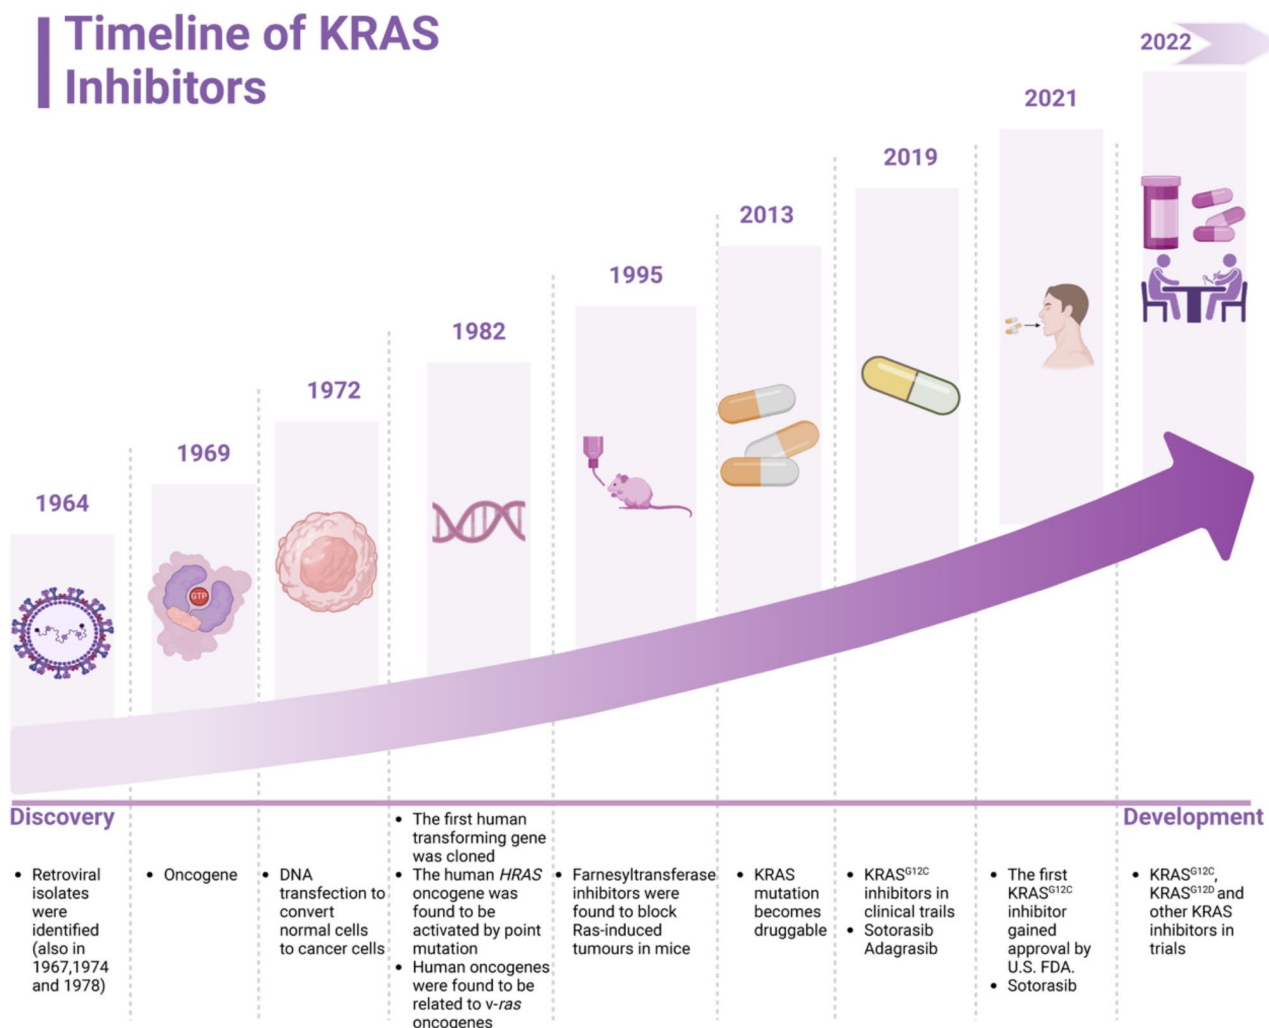 Timeline of KRAS
Inhibitors
1964
1969
1972
1982
1995
2013
2019
2021
2022
GTP
Discovery
Development
• Retroviral
isolates
were
identified
(also in
1967,1974
and 1978)
• Oncogene
• DNA
transfection to
convert
normal cells
to cancer cells
• The first human
transforming gene
was cloned
• The human HRAS
oncogene was
found to be
activated by point
mutation
• Human oncogenes
were found to be
related to v-ras
oncogenes
• Farnesyltransferase
inhibitors were
found to block
Ras-induced
tumours in mice
• KRAS
mutation
becomes
druggable
• KRASG12C
inhibitors in
clinical trails
• Sotorasib
Adagrasib
• The first
KRASG12C
inhibitor
gained
approval by
U.S. FDA.
• Sotorasib
• KRASG12C,
KRASG12D and
other KRAS
inhibitors in
trials